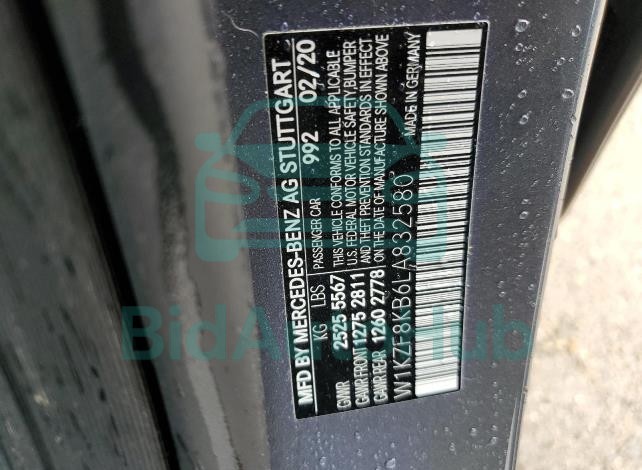 MFD BY MERCEDES-BENZ AG STUTTGART
992 02/20
KG LBS PASSENGER CAR
GVWR 2525 5567 THIS VEHICLE CONFORMS TO ALL APPLICABLE
U.S. FEDERAL MOTOR VEHICLE SAFETY, BUMPER
GAWR FRONT 1275 2811 AND THEFT PREVENTION STANDARDS IN EFFECT
GAWR REAR 1260 2778 ON THE DATE OF MANUFACTURE SHOWN ABOVE
W1KZF8KB6LA832580 MADE IN GERMANY
BidAutoHub